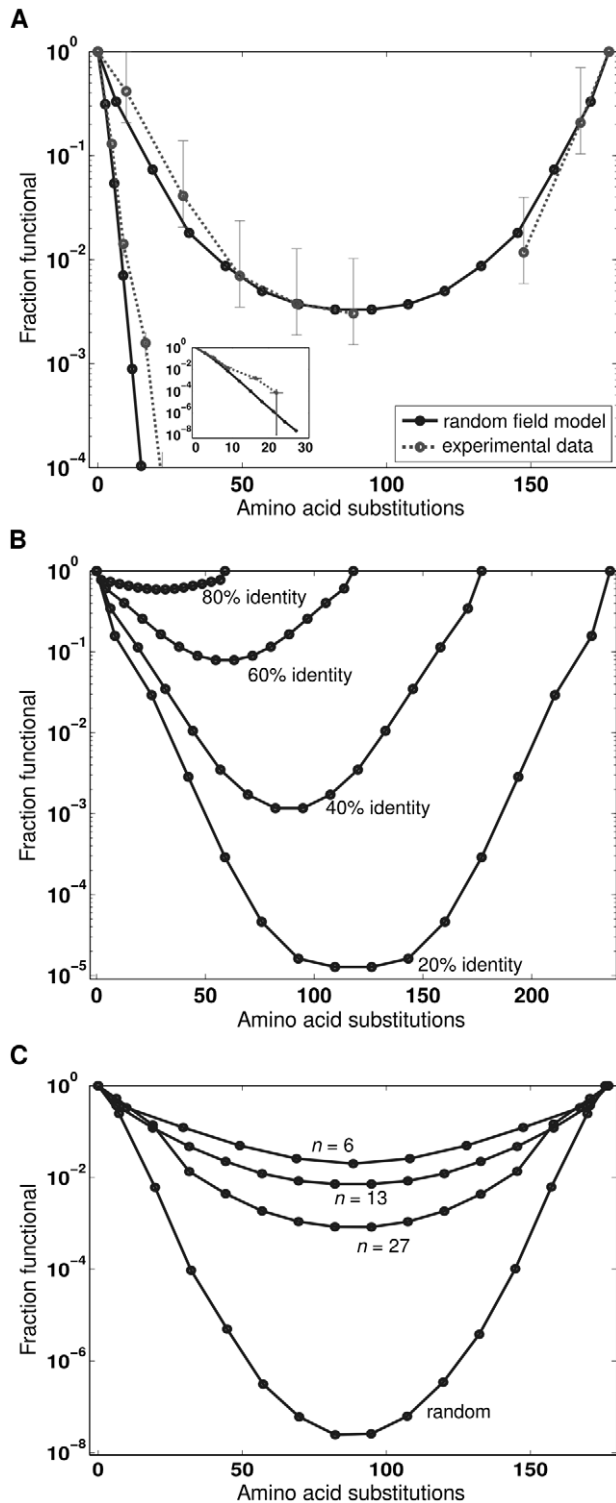 A
Fraction functional
10^0
10^−1
10^−2
10^−3
10^−4
10^0
10^−2
10^−4
10^−6
10^−8
0 10 20 30
random field model
experimental data
0 50 100 150
Amino acid substitutions
B
Fraction functional
10^0
10^−1
10^−2
10^−3
10^−4
10^−5
80% identity
60% identity
40% identity
20% identity
0 50 100 150 200
Amino acid substitutions
C
Fraction functional
10^0
10^−2
10^−4
10^−6
10^−8
n = 6
n = 13
n = 27
random
0 50 100 150
Amino acid substitutions